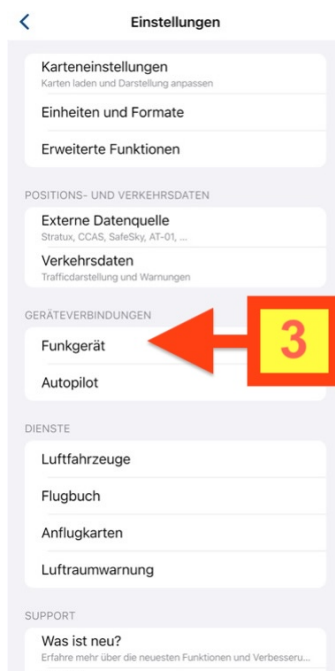 Einstellungen
Karteneinstellungen
Karten laden und Darstellung anpassen
Einheiten und Formate
Erweiterte Funktionen
POSITIONS- UND VERKEHRSDATEN
Externe Datenquelle
Stratux, CCAS, SafeSky, AT-01, ...
Verkehrsdaten
Trafficdarstellung und Warnungen
GERÄTEVERBINDUNGEN
Funkgerät
3
Autopilot
DIENSTE
Luftfahrzeuge
Flugbuch
Anflugkarten
Luftraumwarnung
SUPPORT
Was ist neu?
Erfahre mehr über die neuesten Funktionen und Verbesseru...